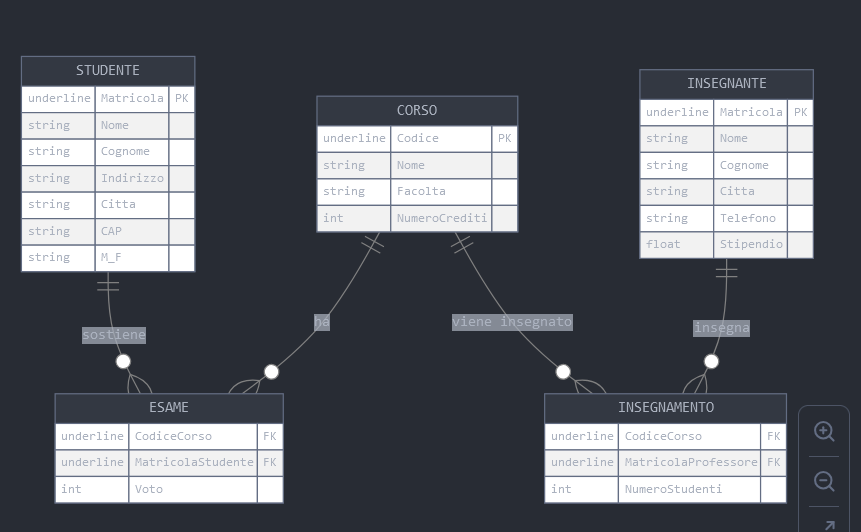 STUDENTE
underline Matricola PK
string Nome
string Cognome
string Indirizzo
string Citta
string CAP
string M_F
CORSO
underline Codice PK
string Nome
string Facolta
int NumeroCrediti
INSEGNANTE
underline Matricola PK
string Nome
string Cognome
string Citta
string Telefono
float Stipendio
sostiene
ha
viene insegnato
insegna
ESAME
underline CodiceCorso FK
underline MatricolaStudente FK
int Voto
INSEGNAMENTO
underline CodiceCorso FK
underline MatricolaProfessore FK
int NumeroStudenti